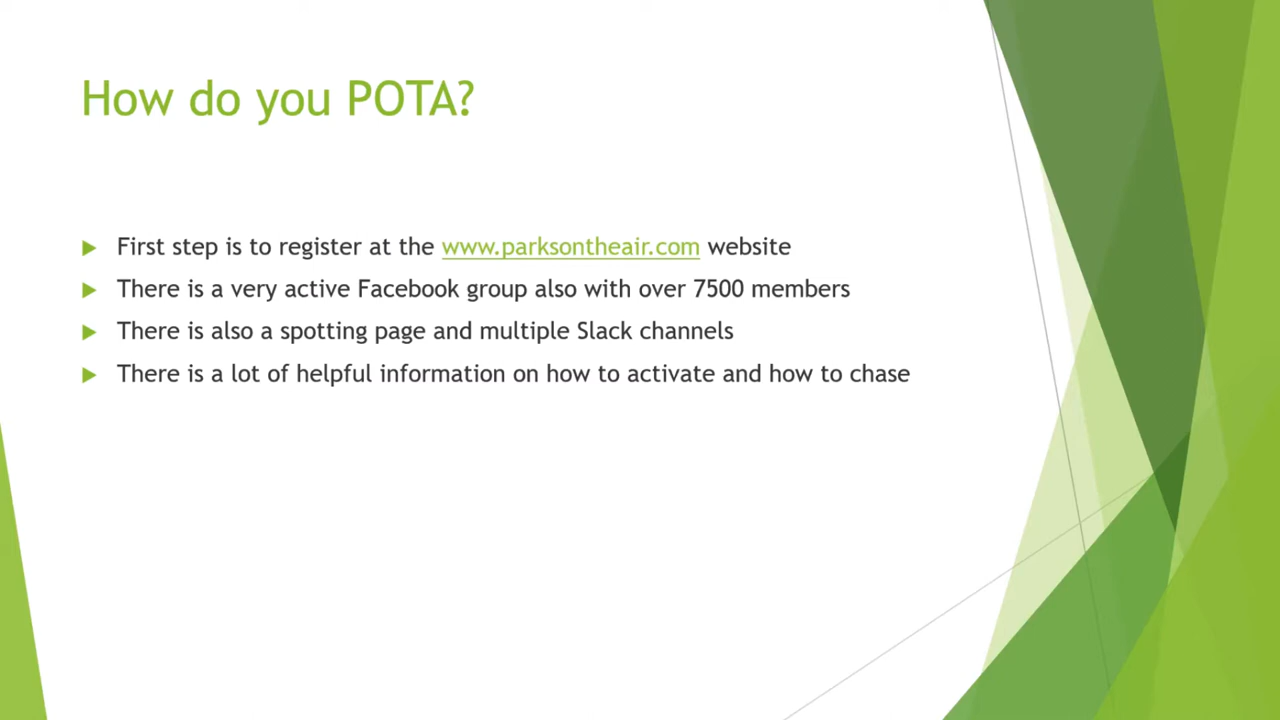 How do you POTA?
First step is to register at the www.parksontheair.com website
There is a very active Facebook group also with over 7500 members
There is also a spotting page and multiple Slack channels
There is a lot of helpful information on how to activate and how to chase